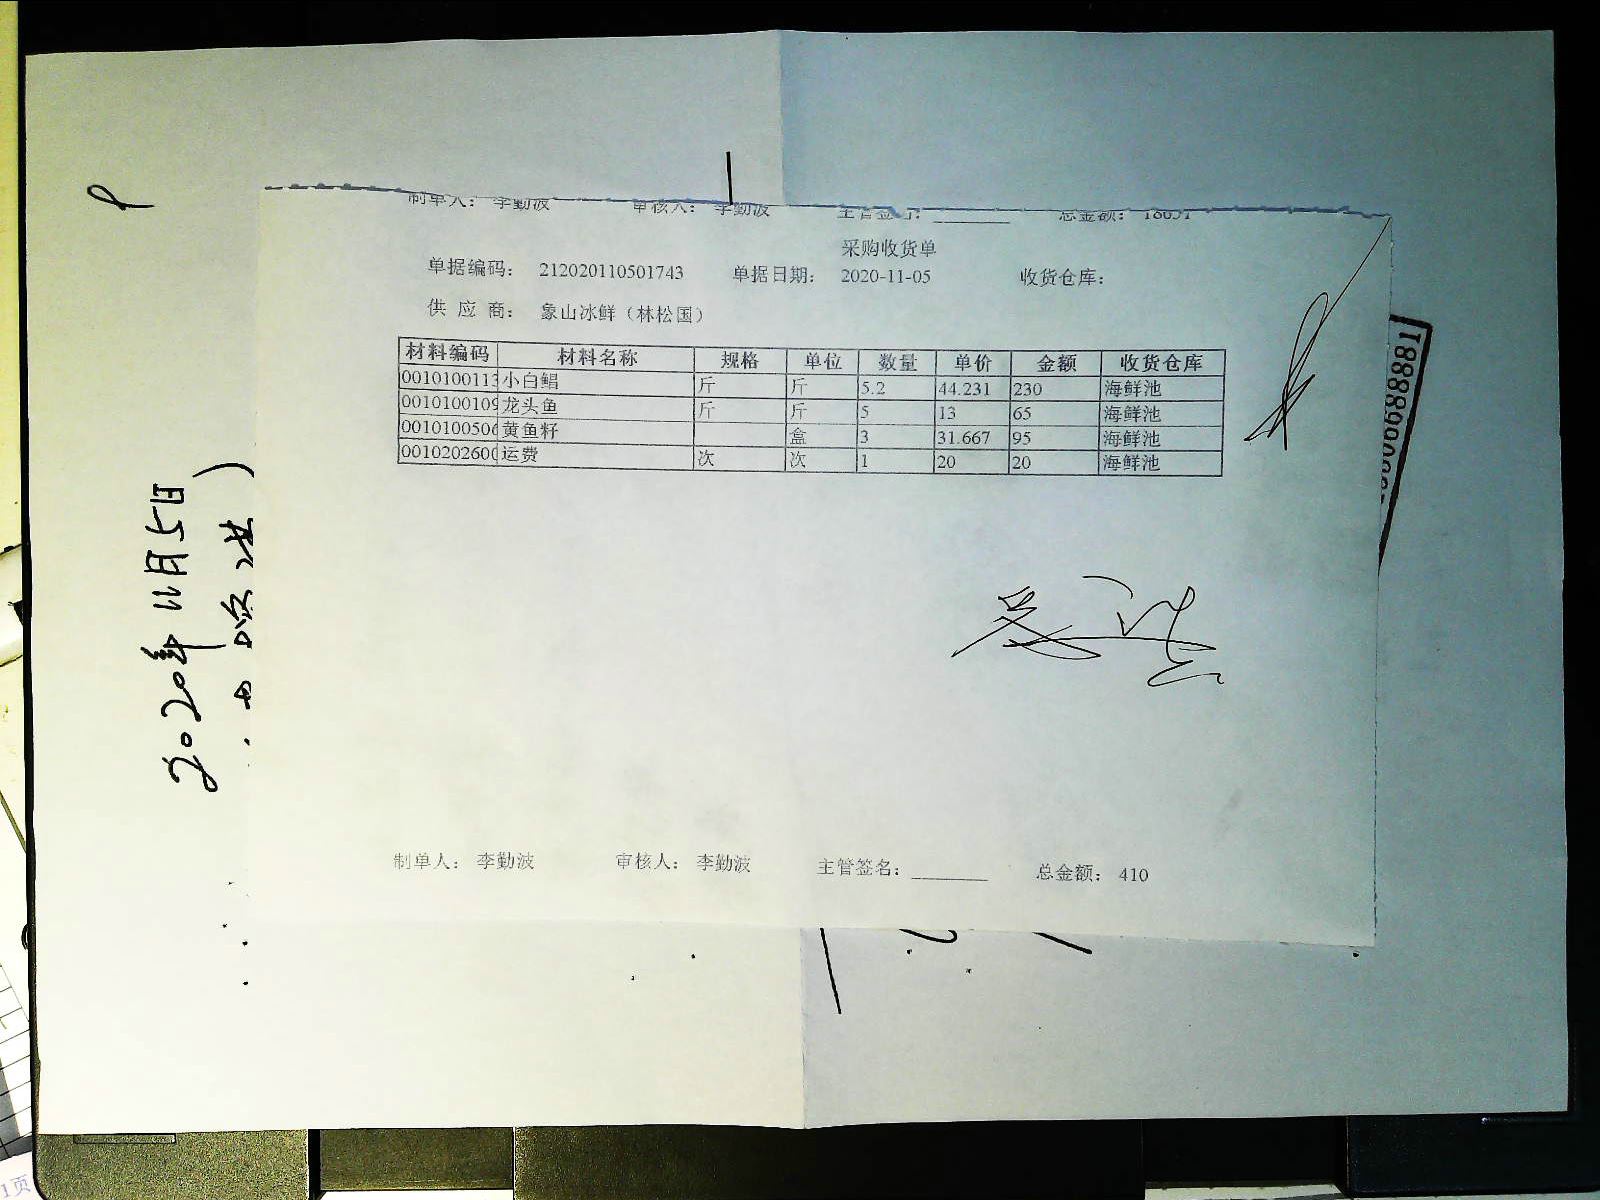 制单人： 李勤波 审核人： 李勤波 主管签名： ________ 总金额： 18651
采购收货单
单据编码： 212020110501743 单据日期： 2020-11-05 收货仓库：
供 应 商： 象山冰鲜（林松国）
材料编码 材料名称 规格 单位 数量 单价 金额 收货仓库
0010100113 小白鲳 斤 斤 5.2 44.231 230 海鲜池
0010100109 龙头鱼 斤 斤 5 13 65 海鲜池
001010050 黄鱼籽 盒 3 31.667 95 海鲜池
001020260 运费 次 次 1 20 20 海鲜池
制单人： 李勤波 审核人： 李勤波 主管签名： ________ 总金额： 410
2020年11月5日
1页